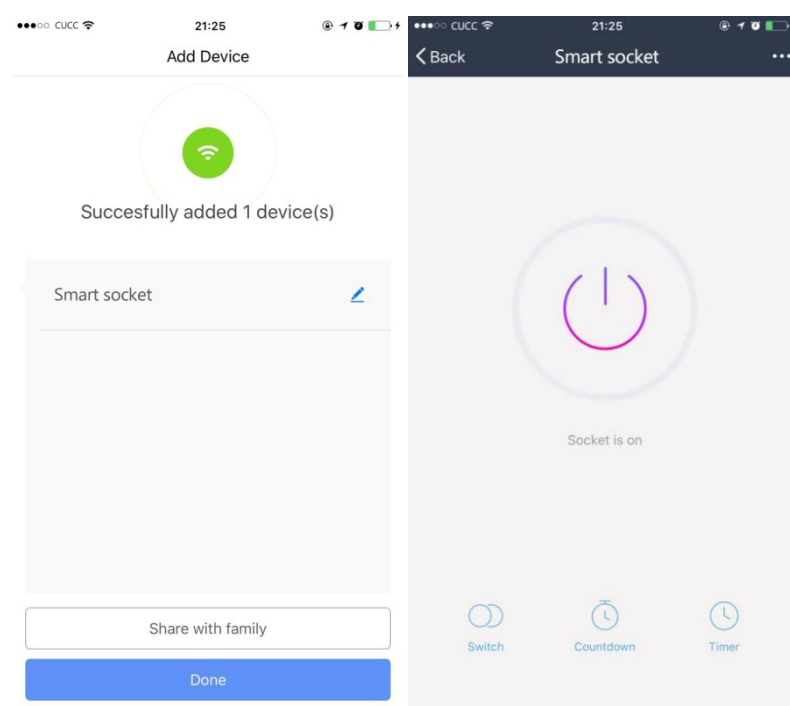 CUCC
21:25
Add Device
Succesfully added 1 device(s)
Smart socket
Share with family
Done
CUCC
21:25
Back
Smart socket
Socket is on
Switch
Countdown
Timer